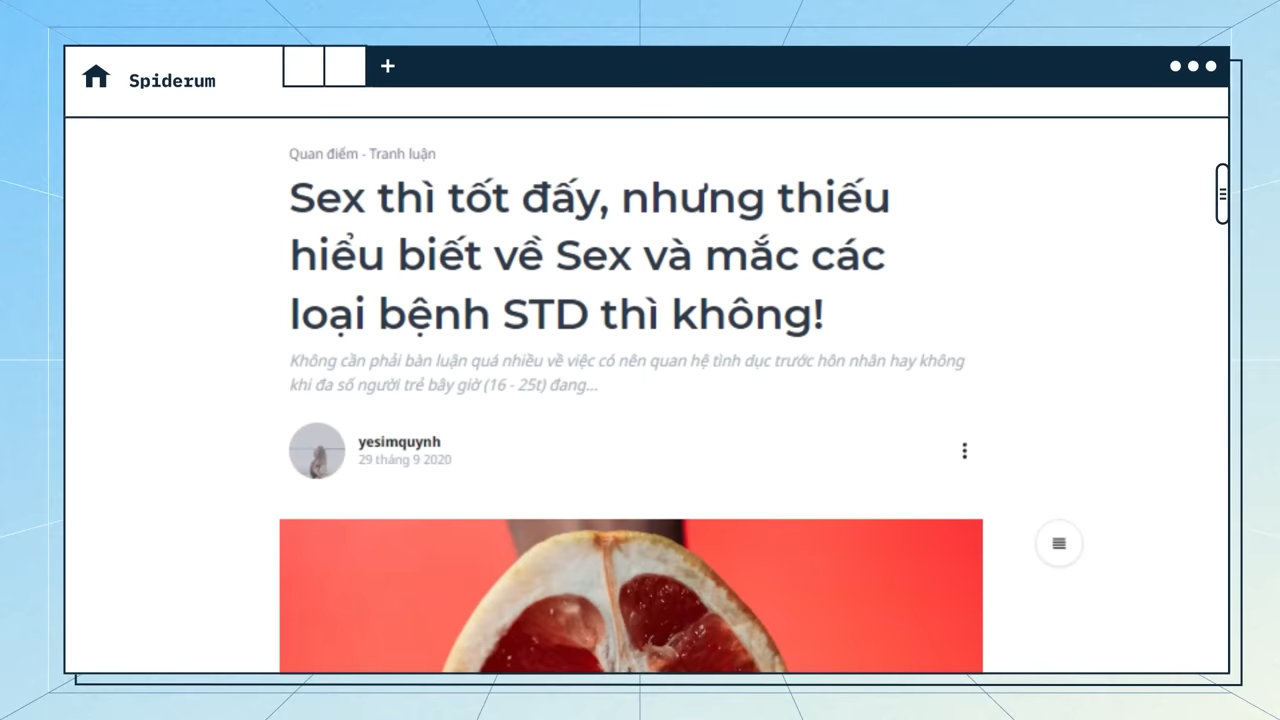 Spiderum
Quan điểm - Tranh luận
Sex thì tốt đấy, nhưng thiếu
hiểu biết về Sex và mắc các
loại bệnh STD thì không!
Không cần phải bàn luận quá nhiều về việc có nên quan hệ tình dục trước hôn nhân hay không
khi đa số người trẻ bây giờ (16 - 25t) đang...
yesimquynh
29 tháng 9 2020